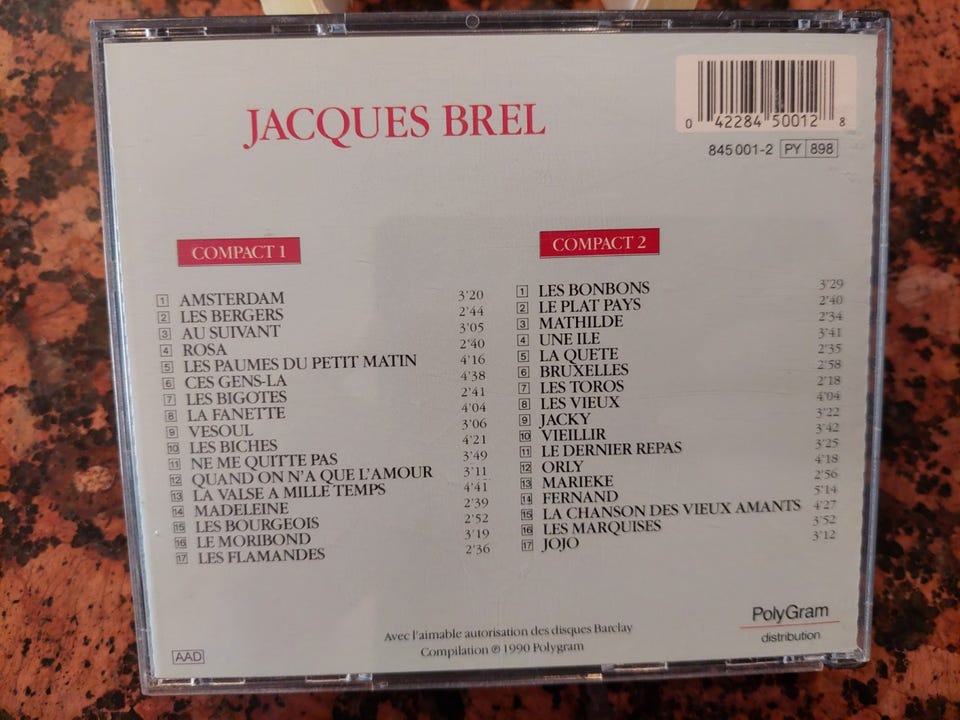 JACQUES BREL
0 42284 50012 8
845 001-2 PY 898
COMPACT 1
1 AMSTERDAM 3'20
2 LES BERGERS 2'44
3 AU SUIVANT 3'05
4 ROSA 2'40
5 LES PAUMES DU PETIT MATIN 4'16
6 CES GENS-LA 4'38
7 LES BIGOTES 2'41
8 LA FANETTE 4'04
9 VESOUL 3'06
10 LES BICHES 4'21
11 NE ME QUITTE PAS 3'49
12 QUAND ON N'A QUE L'AMOUR 3'11
13 LA VALSE A MILLE TEMPS 4'41
14 MADELEINE 2'39
15 LES BOURGEOIS 2'52
16 LE MORIBOND 3'19
17 LES FLAMANDES 2'36
COMPACT 2
1 LES BONBONS 3'29
2 LE PLAT PAYS 2'40
3 MATHILDE 2'34
4 UNE ILE 3'41
5 LA QUETE 2'35
6 BRUXELLES 2'58
7 LES TOROS 2'18
8 LES VIEUX 4'04
9 JACKY 3'22
10 VIEILLIR 3'42
11 LE DERNIER REPAS 3'25
12 ORLY 4'18
13 MARIEKE 2'56
14 FERNAND 5'14
15 LA CHANSON DES VIEUX AMANTS 4'27
16 LES MARQUISES 3'52
17 JOJO 3'12
AAD
Avec l'aimable autorisation des disques Barclay
Compilation ℗ 1990 Polygram
PolyGram
distribution